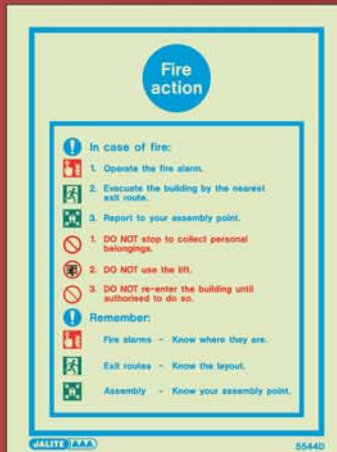 Fire
action
In case of fire:
1. Operate the fire alarm.
2. Evacuate the building by the nearest
exit route.
3. Report to your assembly point.
1. DO NOT stop to collect personal
belongings.
2. DO NOT use the lift.
3. DO NOT re-enter the building until
authorised to do so.
Remember:
Fire alarms - Know where they are.
Exit routes - Know the layout.
Assembly - Know your assembly point.
JALITE AAA
5544D